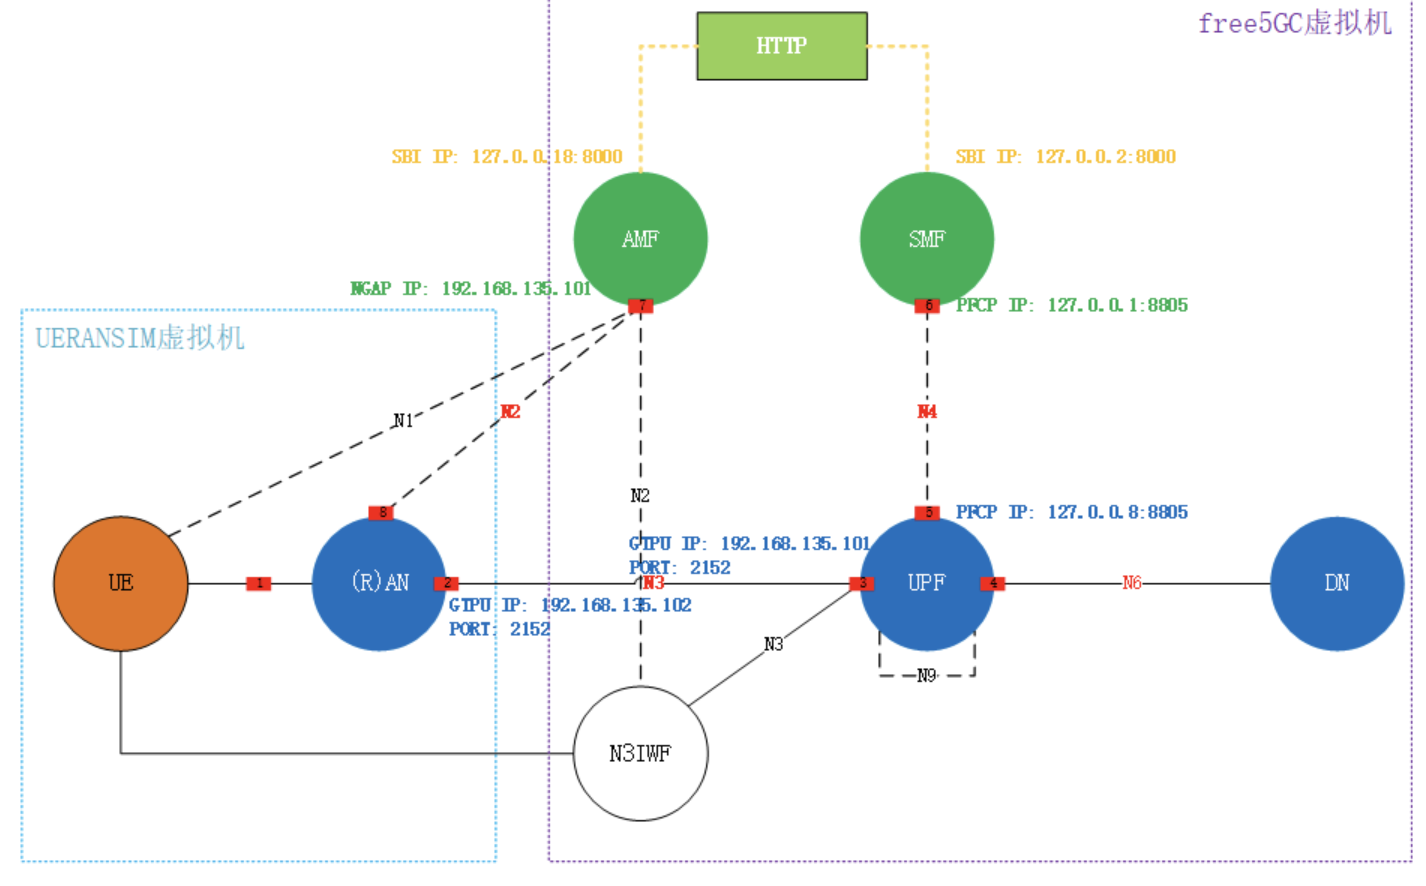 free5GC虚拟机
HTTP
SBI IP: 127.0.0.18:8000
SBI IP: 127.0.0.2:8000
AMF
SMF
NGAP IP: 192.168.135.101
7
6
PFCP IP: 127.0.0.1:8805
UERANSIM虚拟机
N1
N2
N4
N2
8
5
PFCP IP: 127.0.0.8:8805
GTPU IP: 192.168.135.101
PORT: 2152
UE
1
(R)AN
2
N3
3
UPF
4
N6
DN
GTPU IP: 192.168.135.102
PORT: 2152
N3
N9
N3IWF